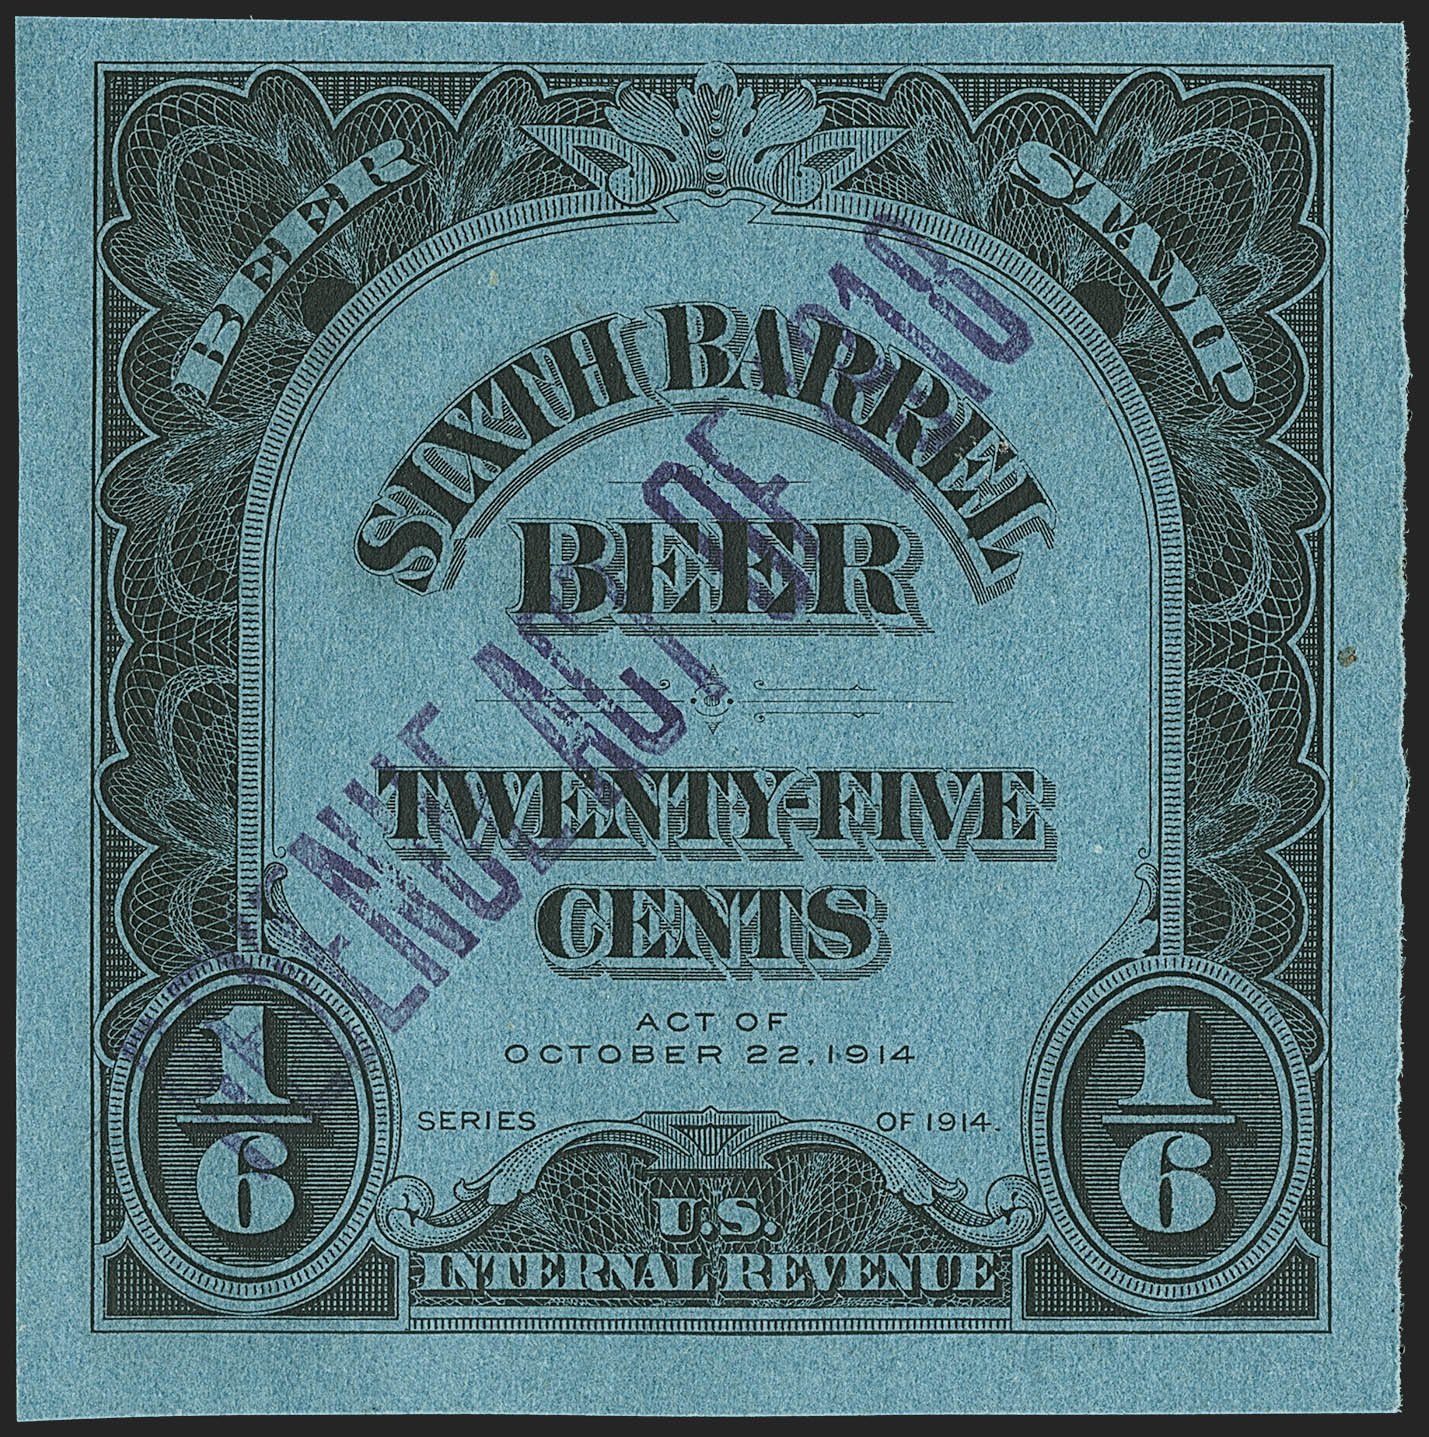 BEER STAMP
SIXTH BARREL
BEER
TWENTY-FIVE
CENTS
ACT OF
OCTOBER 22, 1914
SERIES OF 1914.
1/6 1/6
U.S.
INTERNAL REVENUE
REVENUE ACT OF 1918